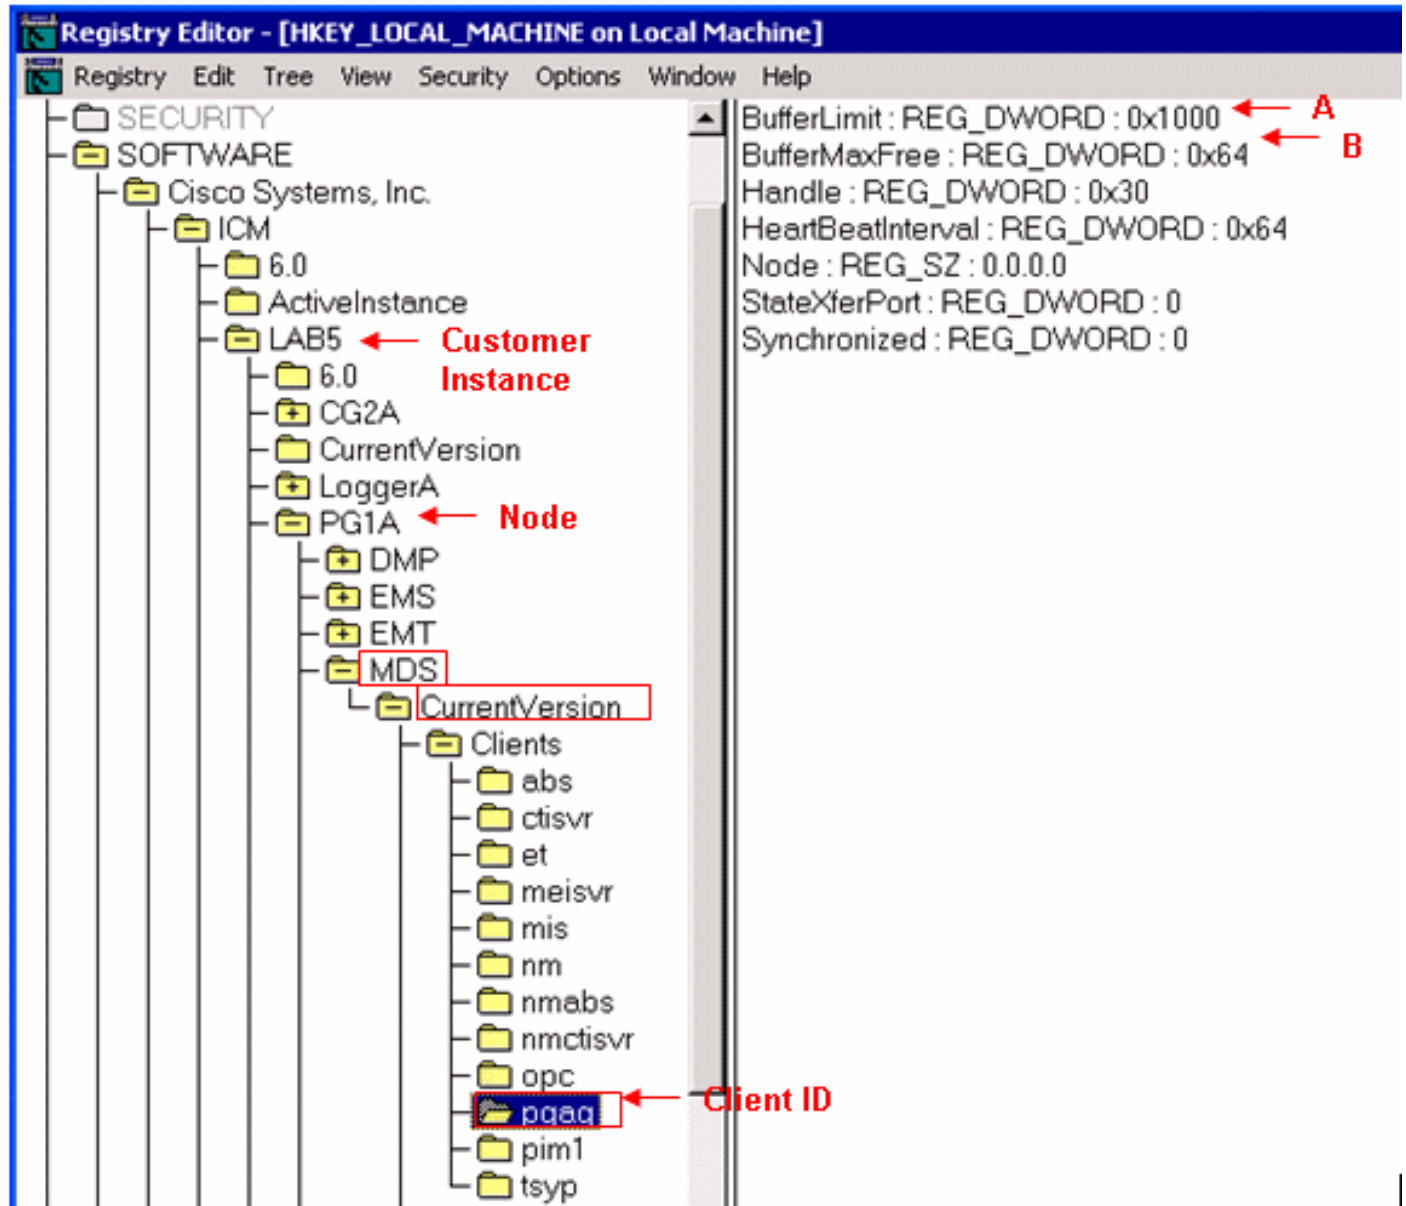 Registry Editor - [HKEY_LOCAL_MACHINE on Local Machine]
Registry Edit Tree View Security Options Window Help
SECURITY
SOFTWARE
Cisco Systems, Inc.
ICM
6.0
ActiveInstance
LAB5
Customer
Instance
6.0
CG2A
CurrentVersion
LoggerA
PG1A
Node
DMP
EMS
EMT
MDS
CurrentVersion
Clients
abs
ctisvr
et
meisvr
mis
nm
nmabs
nmctisvr
opc
pgag
Client ID
pim1
tsyp
BufferLimit : REG_DWORD : 0x1000
A
B
BufferMaxFree : REG_DWORD : 0x64
Handle : REG_DWORD : 0x30
HeartBeatInterval : REG_DWORD : 0x64
Node : REG_SZ : 0.0.0.0
StateXferPort : REG_DWORD : 0
Synchronized : REG_DWORD : 0